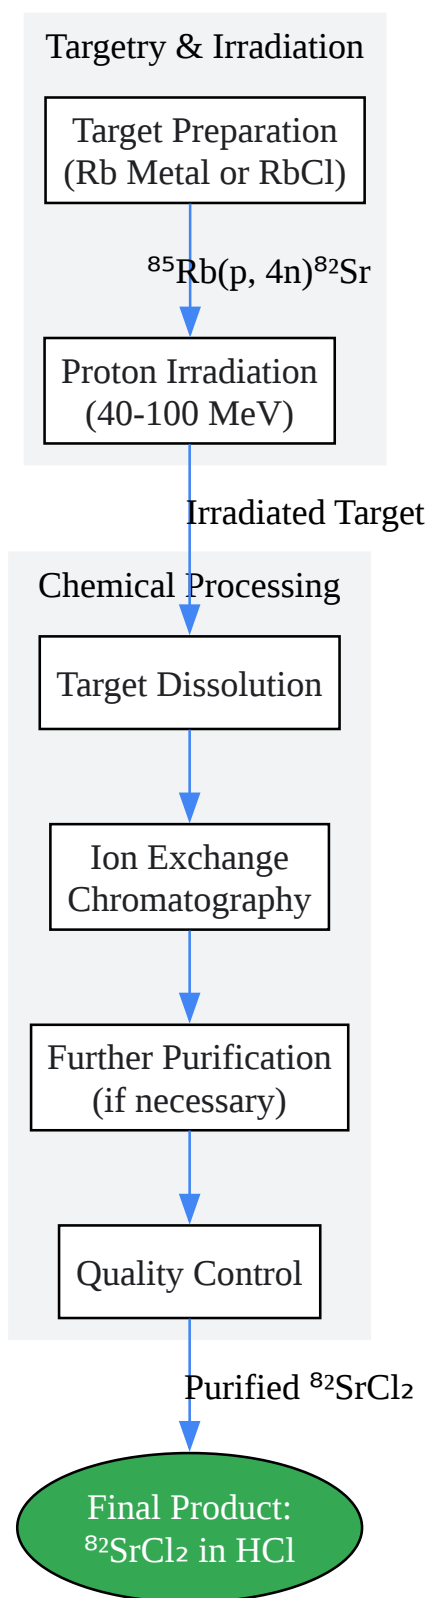 Targetry & Irradiation
Target Preparation
(Rb Metal or RbCl)
⁸⁵Rb(p, 4n)⁸²Sr
Proton Irradiation
(40-100 MeV)
Irradiated Target
Chemical Processing
Target Dissolution
Ion Exchange
Chromatography
Further Purification
(if necessary)
Quality Control
Purified ⁸²SrCl₂
Final Product:
⁸²SrCl₂ in HCl